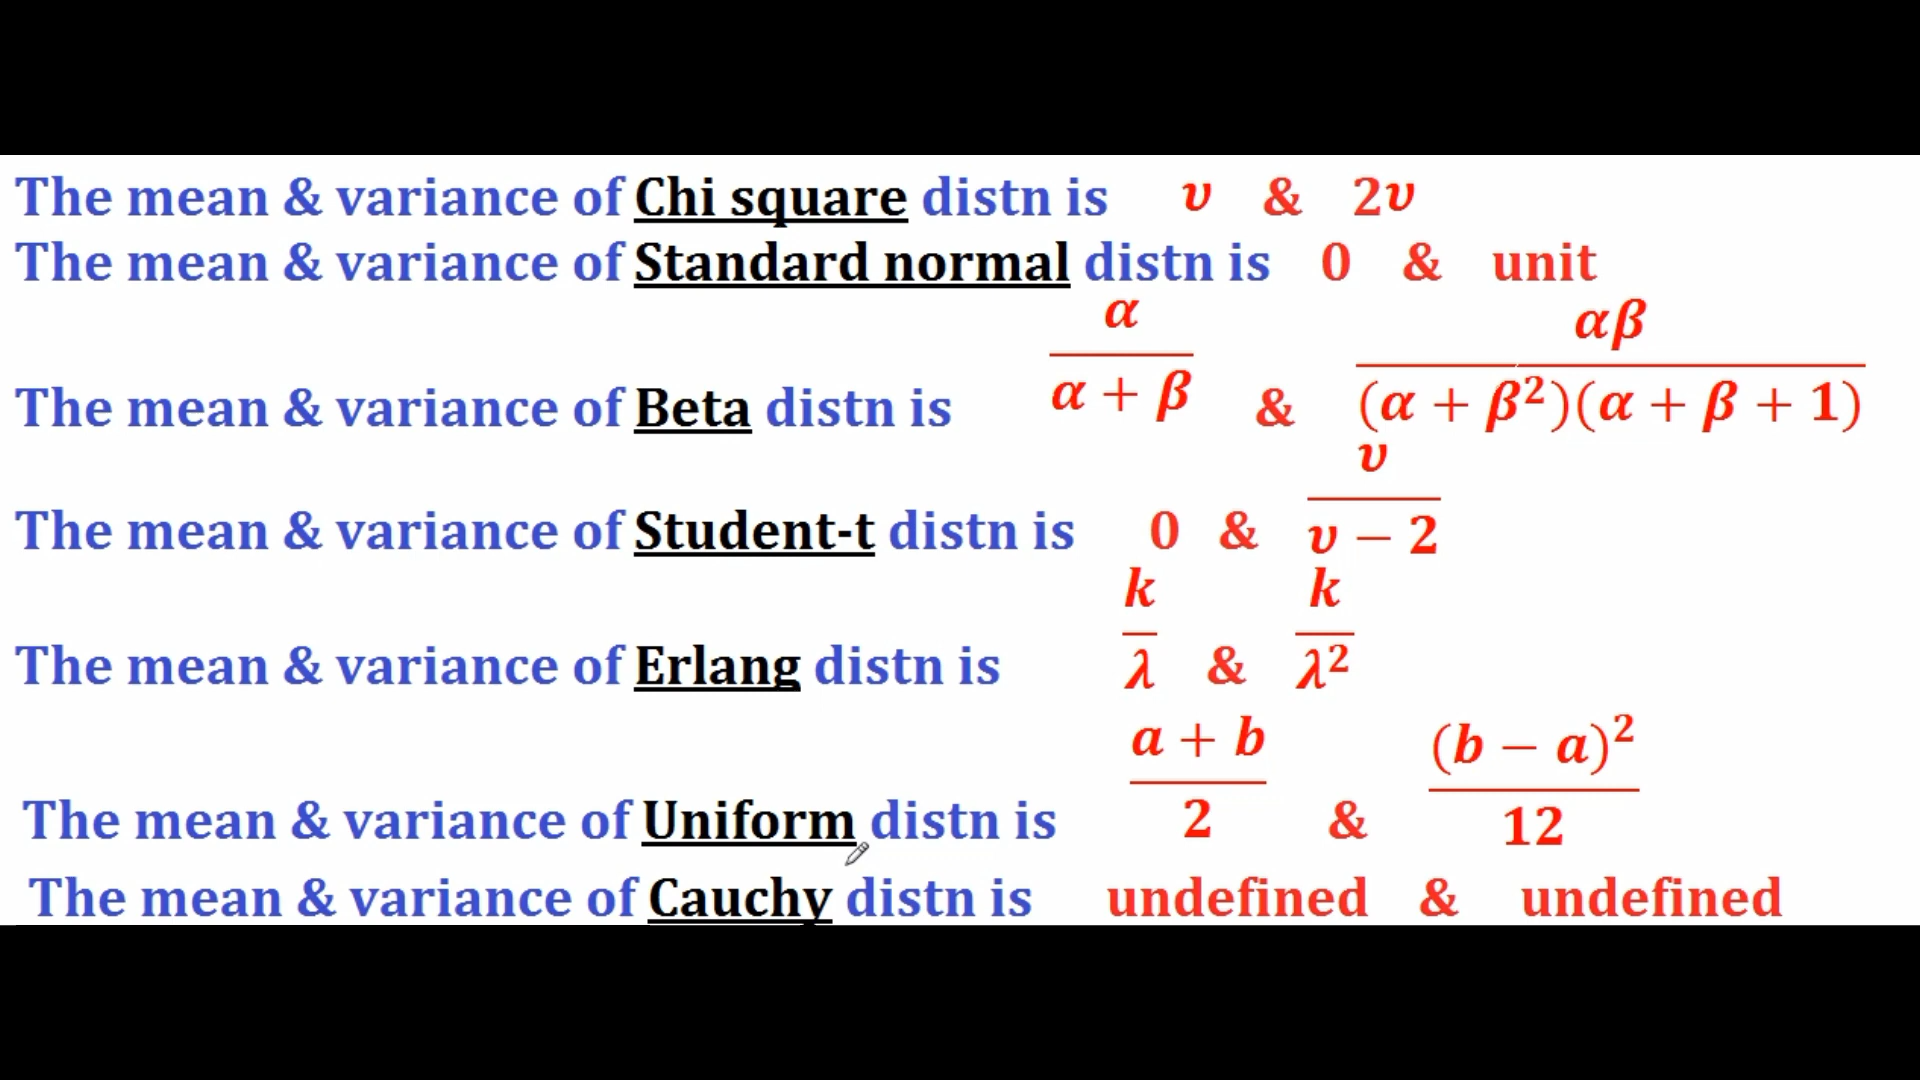 The mean & variance of Chi square distn is υ & 2υ
The mean & variance of Standard normal distn is 0 & unit
The mean & variance of Beta distn is α/(α + β) & αβ/((α + β²)(α + β + 1))
The mean & variance of Student-t distn is 0 & υ/(υ − 2)
The mean & variance of Erlang distn is k/λ & k/λ²
The mean & variance of Uniform distn is (a + b)/2 & (b − a)²/12
The mean & variance of Cauchy distn is undefined & undefined